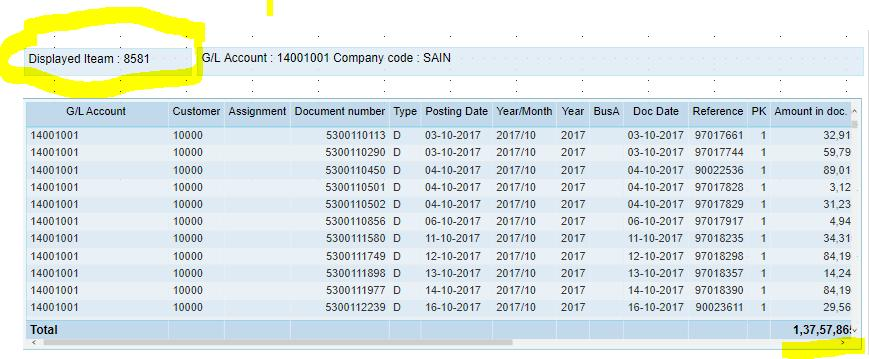 Displayed Iteam : 8581 G/L Account : 14001001 Company code : SAIN
G/L Account Customer Assignment Document number Type Posting Date Year/Month Year BusA Doc Date Reference PK Amount in doc.
14001001 10000 5300110113 D 03-10-2017 2017/10 2017 03-10-2017 97017661 1 32,91
14001001 10000 5300110290 D 03-10-2017 2017/10 2017 03-10-2017 97017744 1 59,79
14001001 10000 5300110450 D 04-10-2017 2017/10 2017 04-10-2017 90022536 1 89,01
14001001 10000 5300110501 D 04-10-2017 2017/10 2017 04-10-2017 97017828 1 3,12
14001001 10000 5300110502 D 04-10-2017 2017/10 2017 04-10-2017 97017829 1 31,23
14001001 10000 5300110856 D 06-10-2017 2017/10 2017 06-10-2017 97017917 1 4,94
14001001 10000 5300111580 D 11-10-2017 2017/10 2017 11-10-2017 97018235 1 34,31
14001001 10000 5300111749 D 12-10-2017 2017/10 2017 12-10-2017 97018298 1 84,19
14001001 10000 5300111898 D 13-10-2017 2017/10 2017 13-10-2017 97018357 1 14,24
14001001 10000 5300111977 D 14-10-2017 2017/10 2017 14-10-2017 97018390 1 84,19
14001001 10000 5300112239 D 16-10-2017 2017/10 2017 16-10-2017 90023611 1 29,56
Total 1,37,57,86